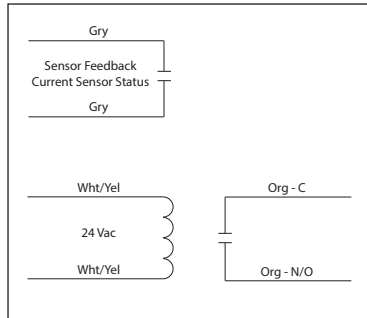 Gry
Sensor Feedback
Current Sensor Status
Gry
Wht/Yel
Org - C
24 Vac
Wht/Yel
Org - N/O